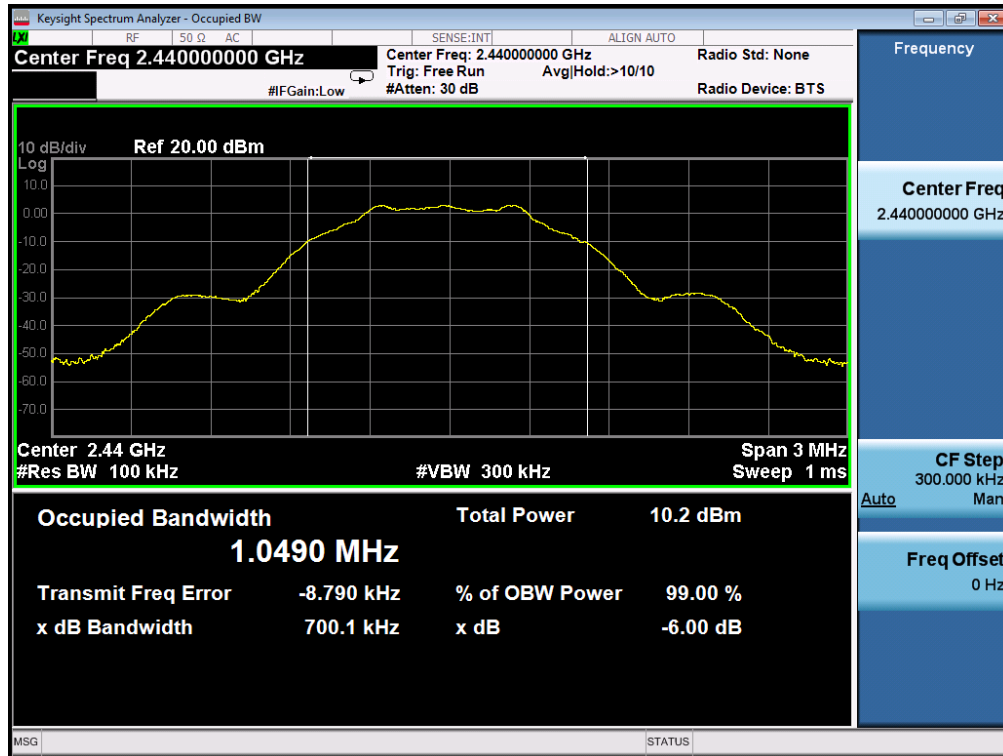 Keysight Spectrum Analyzer - Occupied BW
LXI
RF 50 Ω AC SENSE:INT ALIGN AUTO
Center Freq 2.440000000 GHz
#IFGain:Low
Center Freq: 2.440000000 GHz
Trig: Free Run Avg|Hold:>10/10
#Atten: 30 dB
Radio Std: None
Radio Device: BTS
10 dB/div Ref 20.00 dBm
Log
10.0
0.00
-10.0
-20.0
-30.0
-40.0
-50.0
-60.0
-70.0
Center 2.44 GHz Span 3 MHz
#Res BW 100 kHz #VBW 300 kHz Sweep 1 ms
Occupied Bandwidth Total Power 10.2 dBm
1.0490 MHz
Transmit Freq Error -8.790 kHz % of OBW Power 99.00 %
x dB Bandwidth 700.1 kHz x dB -6.00 dB
MSG STATUS
Frequency
Center Freq
2.440000000 GHz
CF Step
300.000 kHz
Auto Man
Freq Offset
0 Hz